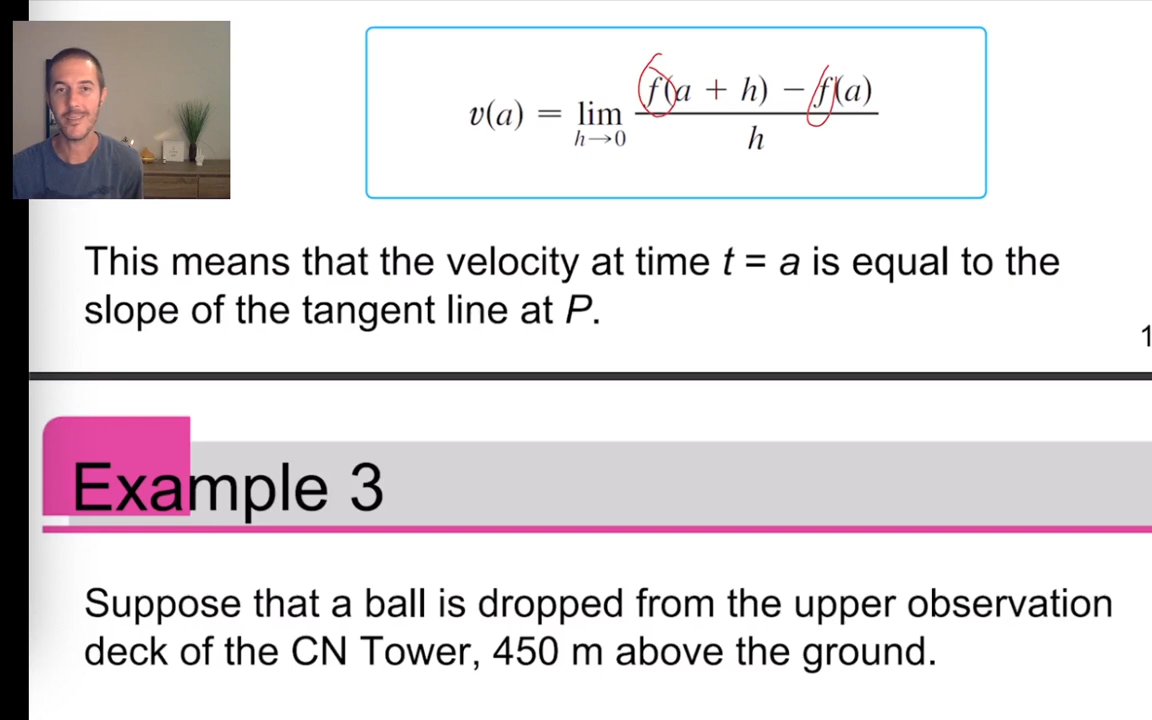 v(a) = lim h→0 f(a + h) − f(a) / h
This means that the velocity at time t = a is equal to the
slope of the tangent line at P.
1
Example 3
Suppose that a ball is dropped from the upper observation
deck of the CN Tower, 450 m above the ground.